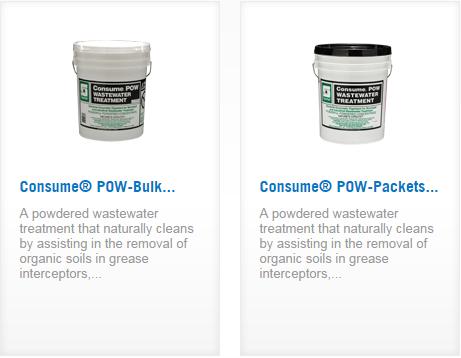 Consume POW
WASTEWATER
TREATMENT
Consume® POW-Bulk...
A powdered wastewater
treatment that naturally cleans
by assisting in the removal of
organic soils in grease
interceptors,...
Consume POW
WASTEWATER
TREATMENT
Consume® POW-Packets...
A powdered wastewater
treatment that naturally cleans
by assisting in the removal of
organic soils in grease
interceptors,...